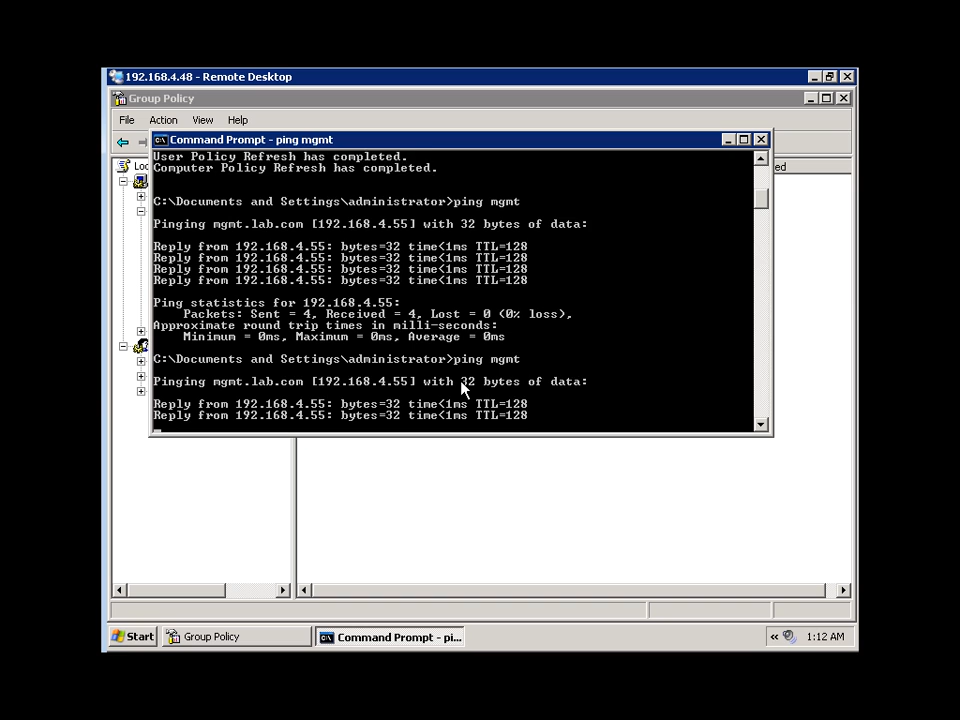 192.168.4.48 - Remote Desktop
Group Policy
File Action View Help
Command Prompt - ping mgmt
Loc
ed
User Policy Refresh has completed.
Computer Policy Refresh has completed.
C:\Documents and Settings\administrator>ping mgmt
Pinging mgmt.lab.com [192.168.4.55] with 32 bytes of data:
Reply from 192.168.4.55: bytes=32 time<1ms TTL=128
Reply from 192.168.4.55: bytes=32 time<1ms TTL=128
Reply from 192.168.4.55: bytes=32 time<1ms TTL=128
Reply from 192.168.4.55: bytes=32 time<1ms TTL=128
Ping statistics for 192.168.4.55:
Packets: Sent = 4, Received = 4, Lost = 0 (0% loss),
Approximate round trip times in milli-seconds:
Minimum = 0ms, Maximum = 0ms, Average = 0ms
C:\Documents and Settings\administrator>ping mgmt
Pinging mgmt.lab.com [192.168.4.55] with 32 bytes of data:
Reply from 192.168.4.55: bytes=32 time<1ms TTL=128
Reply from 192.168.4.55: bytes=32 time<1ms TTL=128
Start Group Policy Command Prompt - pi... 1:12 AM